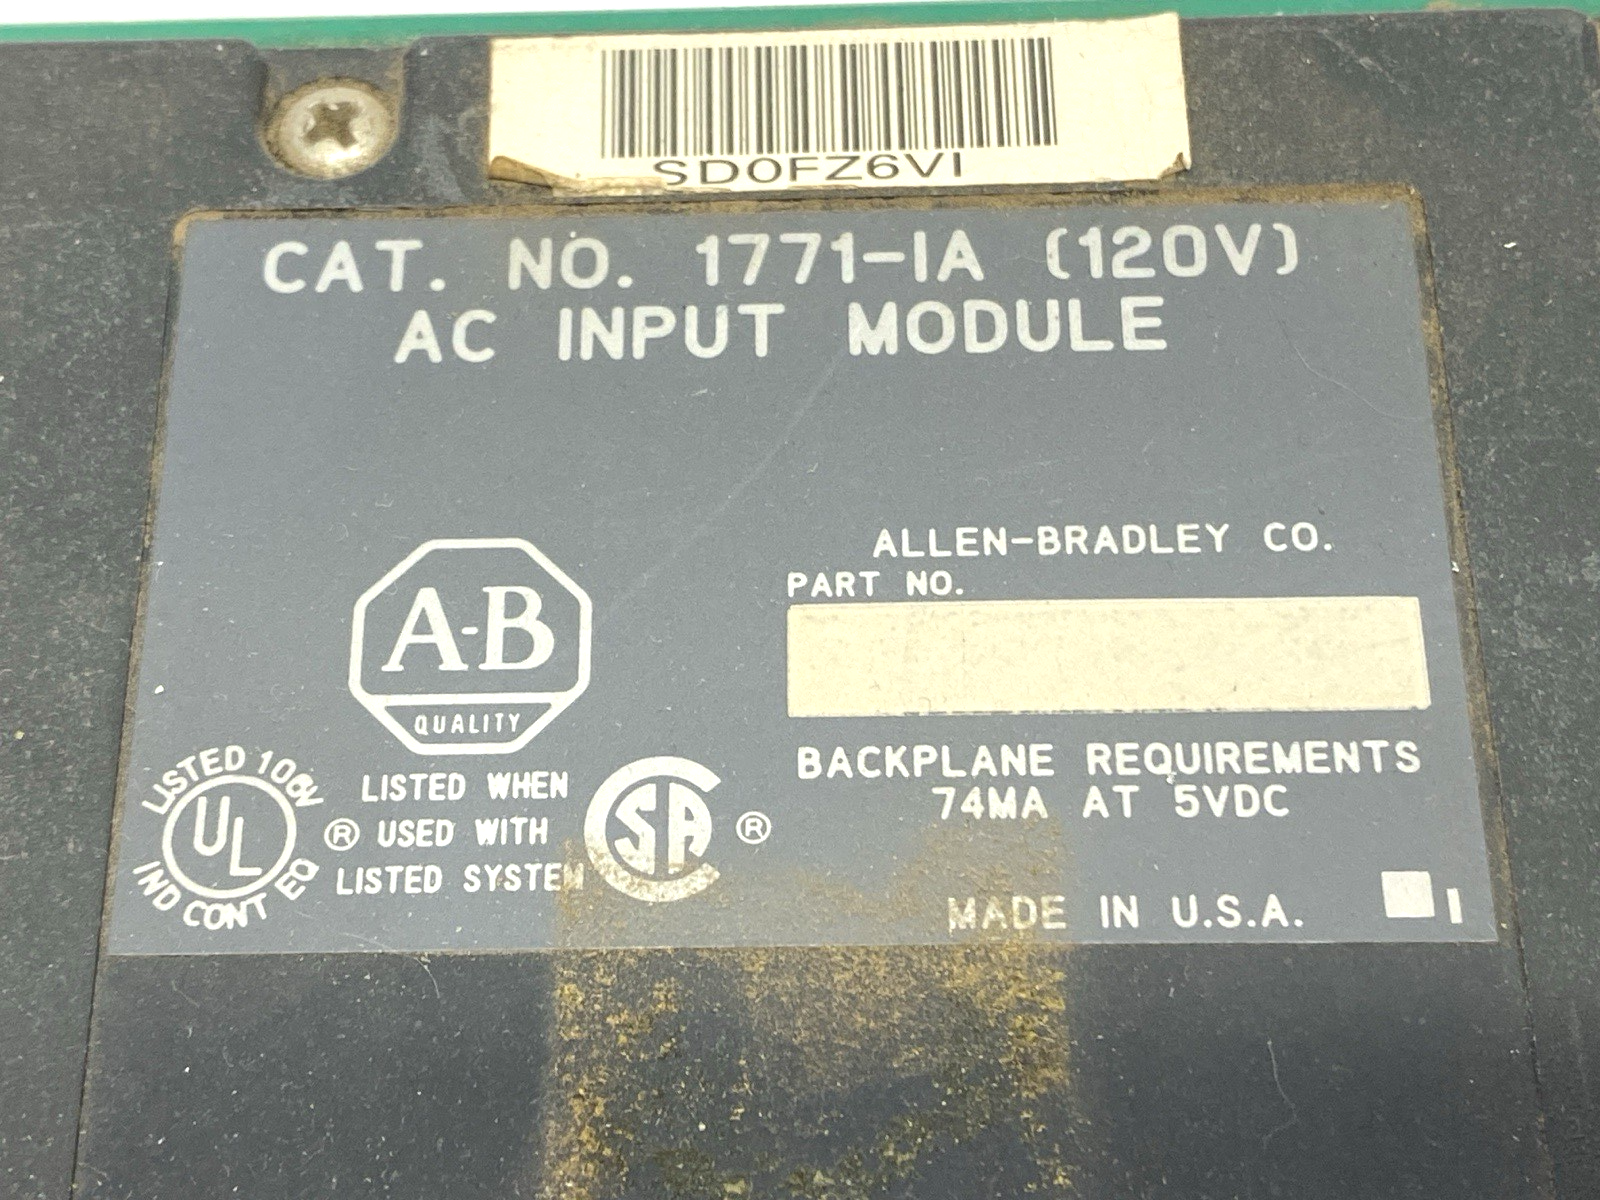 SD0FZ6VI
CAT. NO. 1771-IA (120V)
AC INPUT MODULE
ALLEN-BRADLEY CO.
PART NO.
A-B
QUALITY
BACKPLANE REQUIREMENTS
74MA AT 5VDC
LISTED 106V
UL
IND CONT EQ
®
LISTED WHEN
USED WITH
LISTED SYSTEM
SA
®
MADE IN U.S.A.